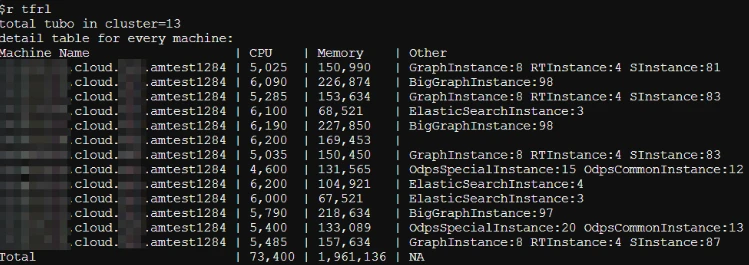 $r tfrl
total tubo in cluster=13
detail table for every machine:
Machine Name | CPU | Memory | Other
.cloud. .amtest1284 | 5,025 | 150,990 | GraphInstance:8 RTInstance:4 SInstance:81
.cloud. .amtest1284 | 6,090 | 226,874 | BigGraphInstance:98
.cloud. .amtest1284 | 5,285 | 153,634 | GraphInstance:8 RTInstance:4 SInstance:83
.cloud. .amtest1284 | 6,100 | 68,521 | ElasticSearchInstance:3
.cloud. .amtest1284 | 6,190 | 227,850 | BigGraphInstance:98
.cloud. .amtest1284 | 6,200 | 169,453 |
.cloud. .amtest1284 | 5,035 | 150,450 | GraphInstance:8 RTInstance:4 SInstance:83
.cloud. .amtest1284 | 4,600 | 131,565 | OdpsSpecialInstance:15 OdpsCommonInstance:12
.cloud. .amtest1284 | 6,200 | 104,921 | ElasticSearchInstance:4
.cloud. .amtest1284 | 6,000 | 67,521 | ElasticSearchInstance:3
.cloud. .amtest1284 | 5,790 | 218,634 | BigGraphInstance:97
.cloud. .amtest1284 | 5,400 | 133,089 | OdpsSpecialInstance:20 OdpsCommonInstance:13
.cloud. .amtest1284 | 5,485 | 157,634 | GraphInstance:8 RTInstance:4 SInstance:87
Total | 73,400 | 1,961,136 | NA